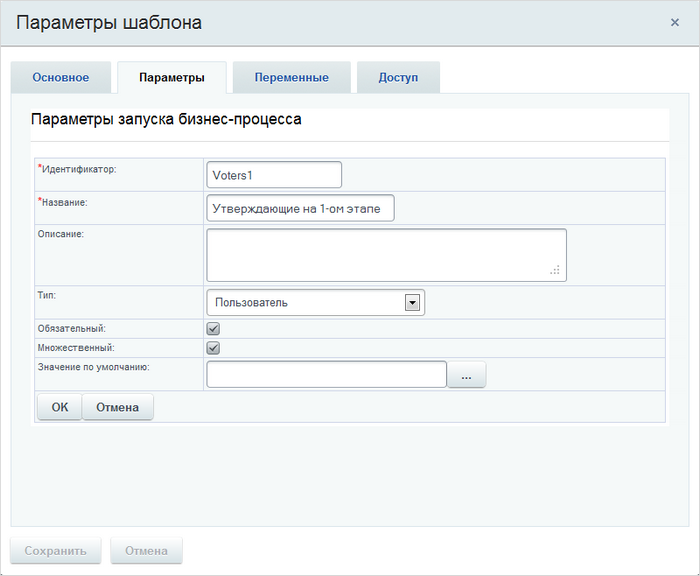 Параметры шаблона
Основное Параметры Переменные Доступ
Параметры запуска бизнес-процесса
*Идентификатор: Voters1
*Название: Утверждающие на 1-ом этапе
Описание:
Тип: Пользователь
Обязательный:
Множественный:
Значение по умолчанию: ...
ОК Отмена
Сохранить Отмена